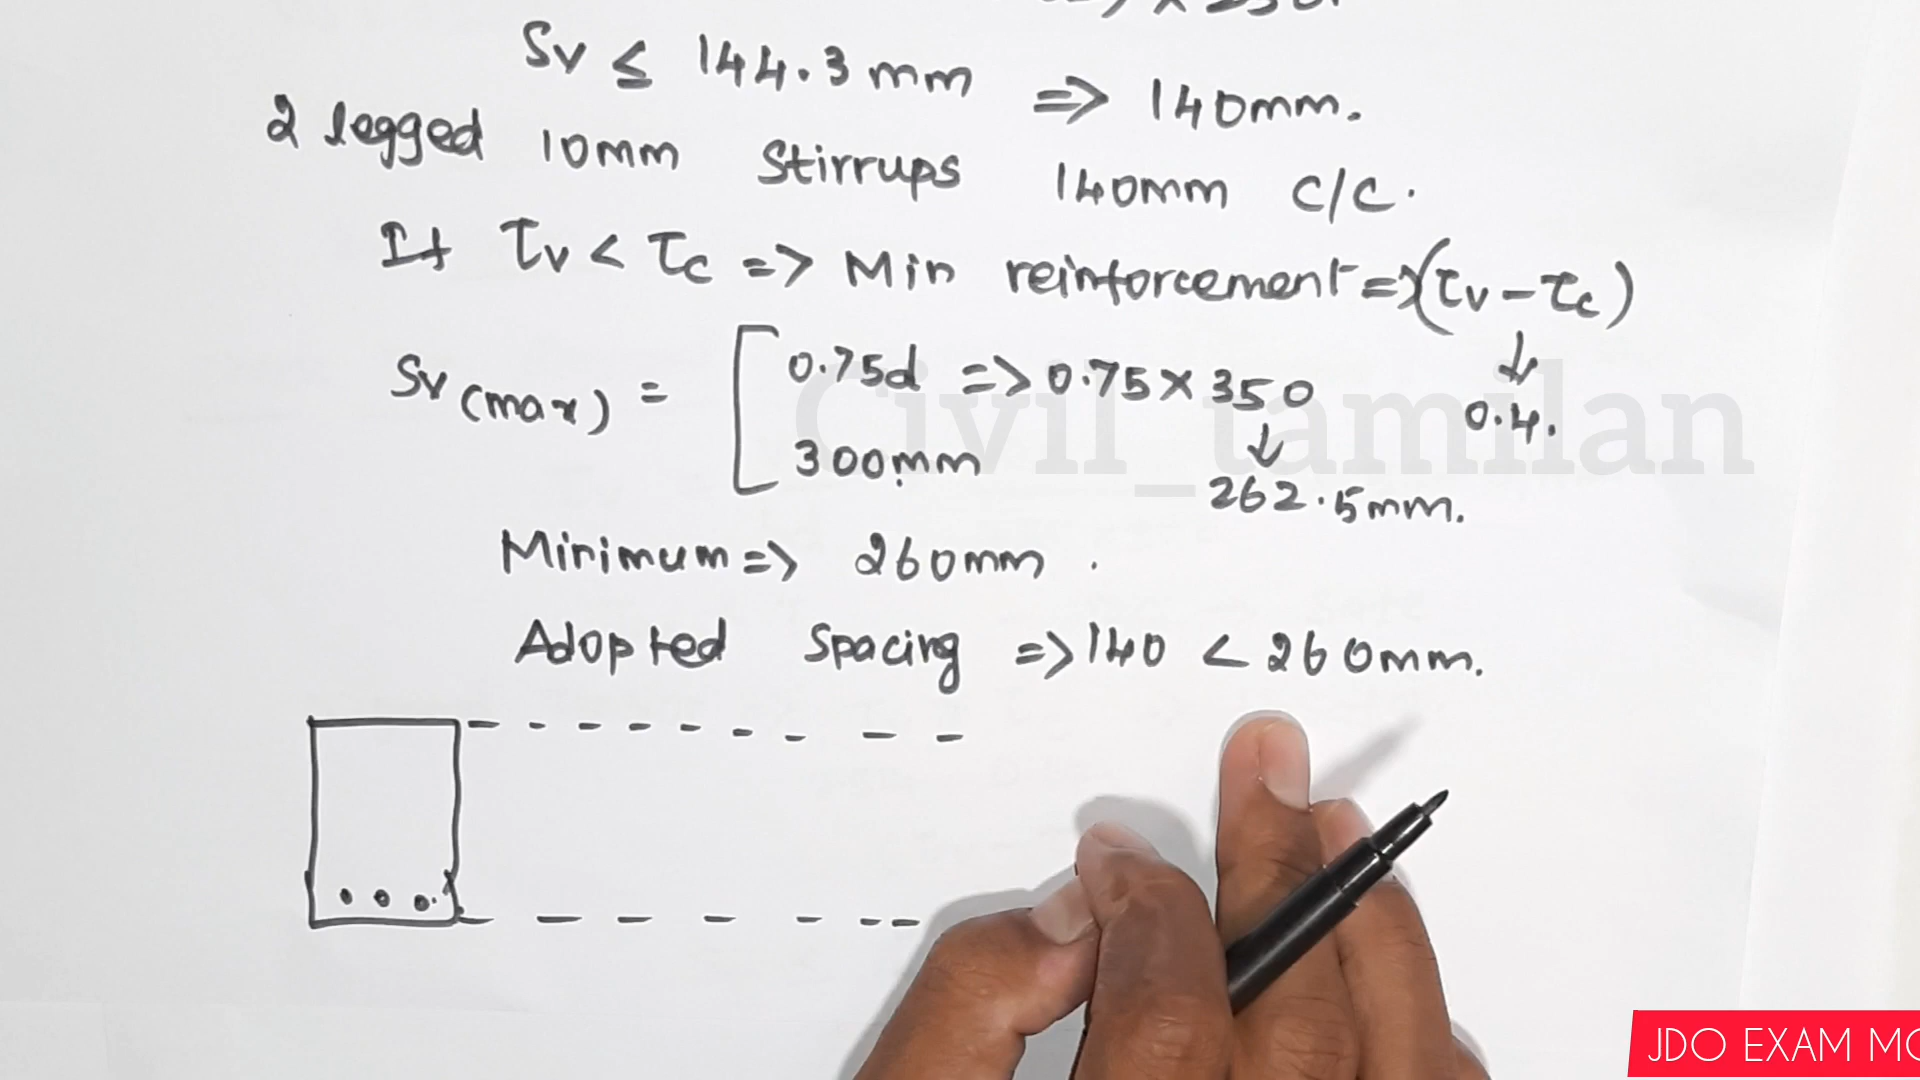 Sv ≤ 144.3 mm => 140mm.
2 legged 10mm Stirrups 140mm c/c.
If τv < τc => Min reinforcement => (τv - τc)
↓
0.4.
Sv (max) = [ 0.75d => 0.75 x 350
300mm
↓
262.5mm.
Minimum => 260mm.
Adopted Spacing => 140 < 260mm.
Civil_tamilan
JDO EXAM